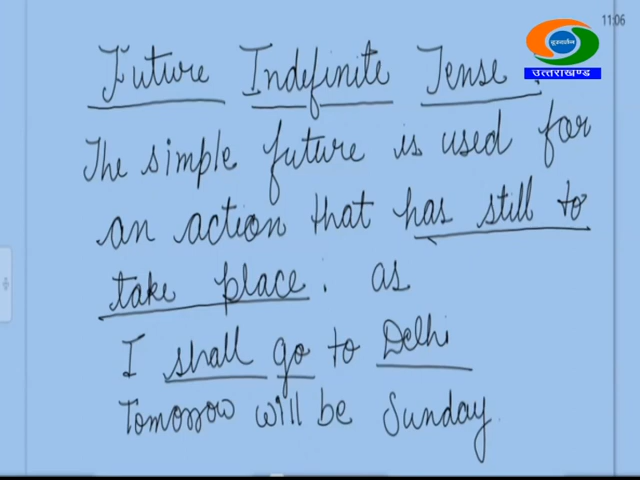 11:06
दूरदर्शन
उत्तराखण्ड
Future Indefinite Tense :
The simple future is used for
an action that has still to
take place. as
I shall go to Delhi
Tomorrow will be Sunday.